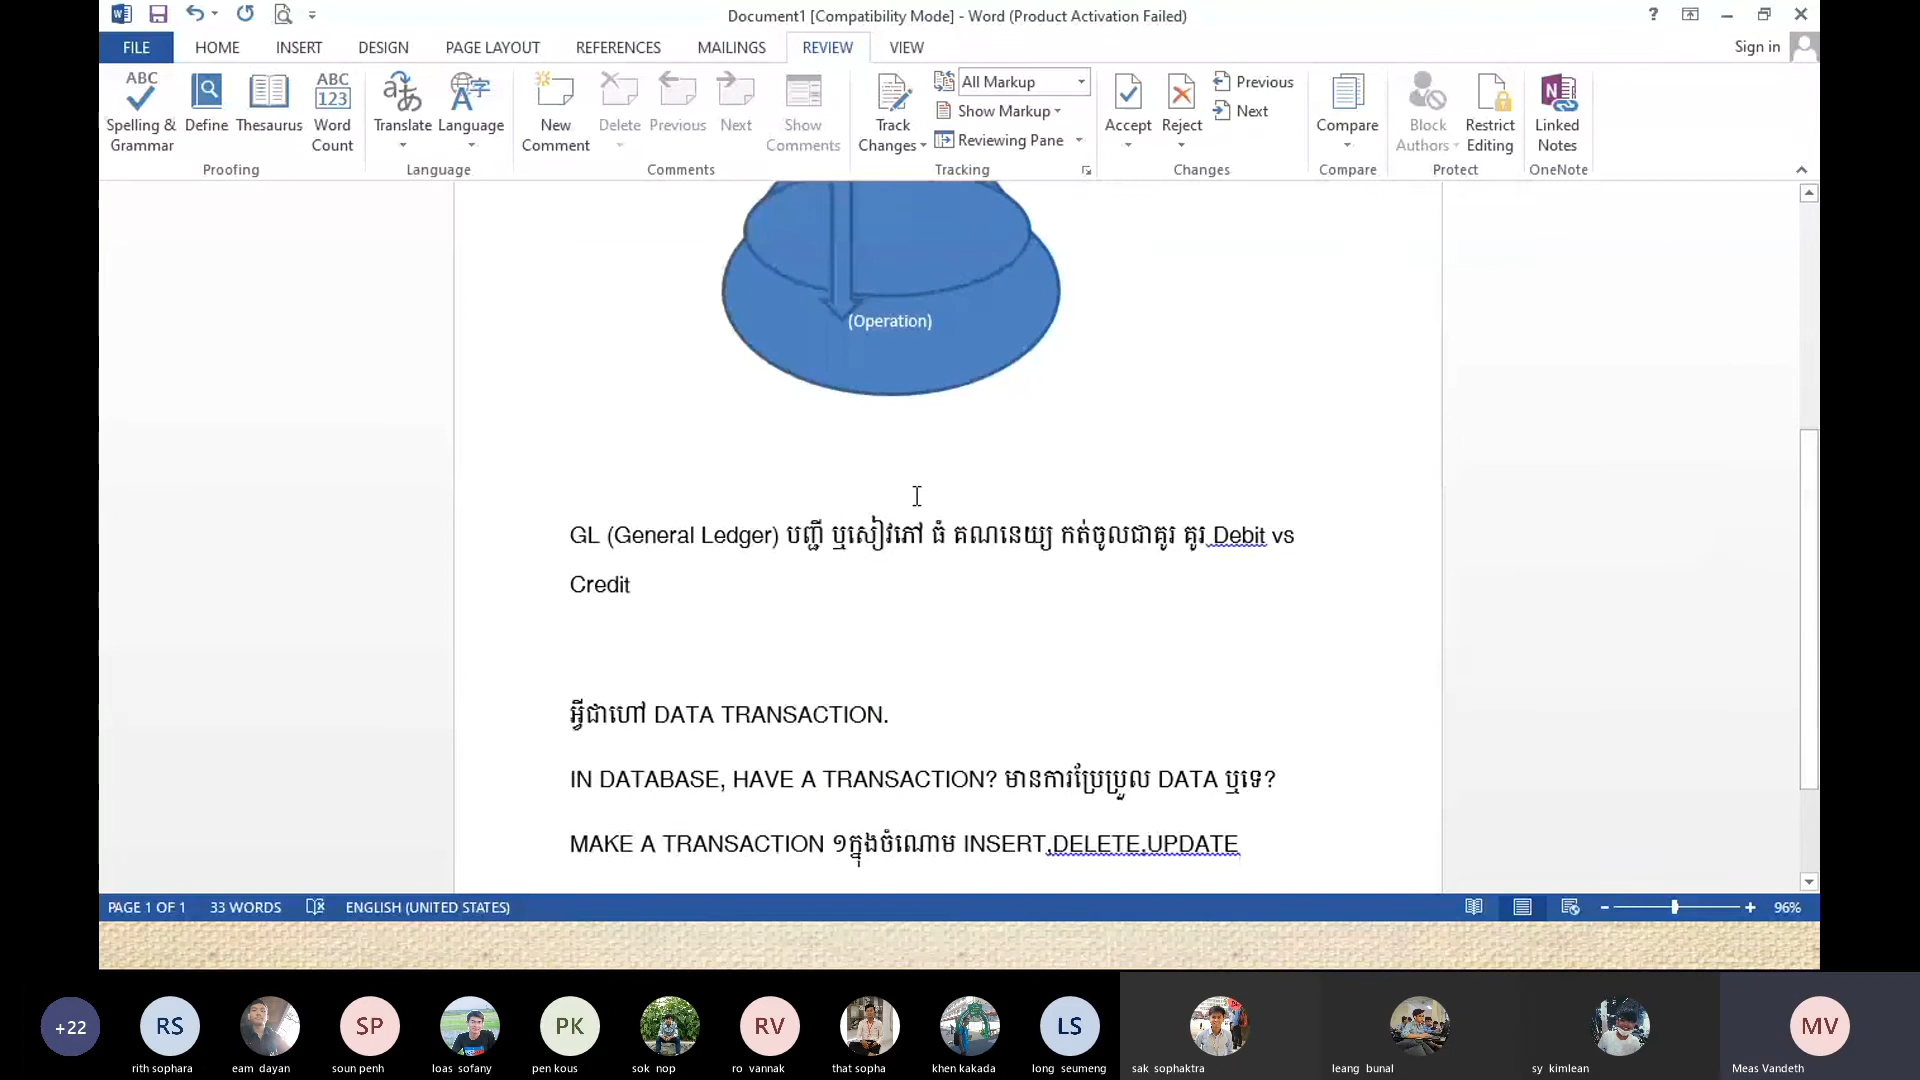 Document1 [Compatibility Mode] - Word (Product Activation Failed)
?
FILE HOME INSERT DESIGN PAGE LAYOUT REFERENCES MAILINGS REVIEW VIEW Sign in
ABC Spelling & Grammar
Define
Thesaurus
ABC 123 Word Count
Translate
Language
New Comment
Delete
Previous
Next
Show Comments
Track Changes
All Markup
Show Markup
Reviewing Pane
Accept
Reject
Previous
Next
Compare
Block Authors
Restrict Editing
Linked Notes
Proofing Language Comments Tracking Changes Compare Protect OneNote
(Operation)
GL (General Ledger) បញ្ជី ឬសៀវភៅ ធំ គណនេយ្យ កត់ចូលជាគូរ គូរ Debit vs
Credit
អ្វីជាហៅ DATA TRANSACTION.
IN DATABASE, HAVE A TRANSACTION? មានការប្រែប្រួល DATA ឬទេ?
MAKE A TRANSACTION ១ក្នុងចំណោម INSERT,DELETE,UPDATE
PAGE 1 OF 1 33 WORDS ENGLISH (UNITED STATES) 96%
+22 RS SP PK RV LS MV
rith sophara eam dayan soun penh loas sofany pen kous sok nop ro vannak that sopha khen kakada long seumeng sak sophaktra leang bunal sy kimlean Meas Vandeth